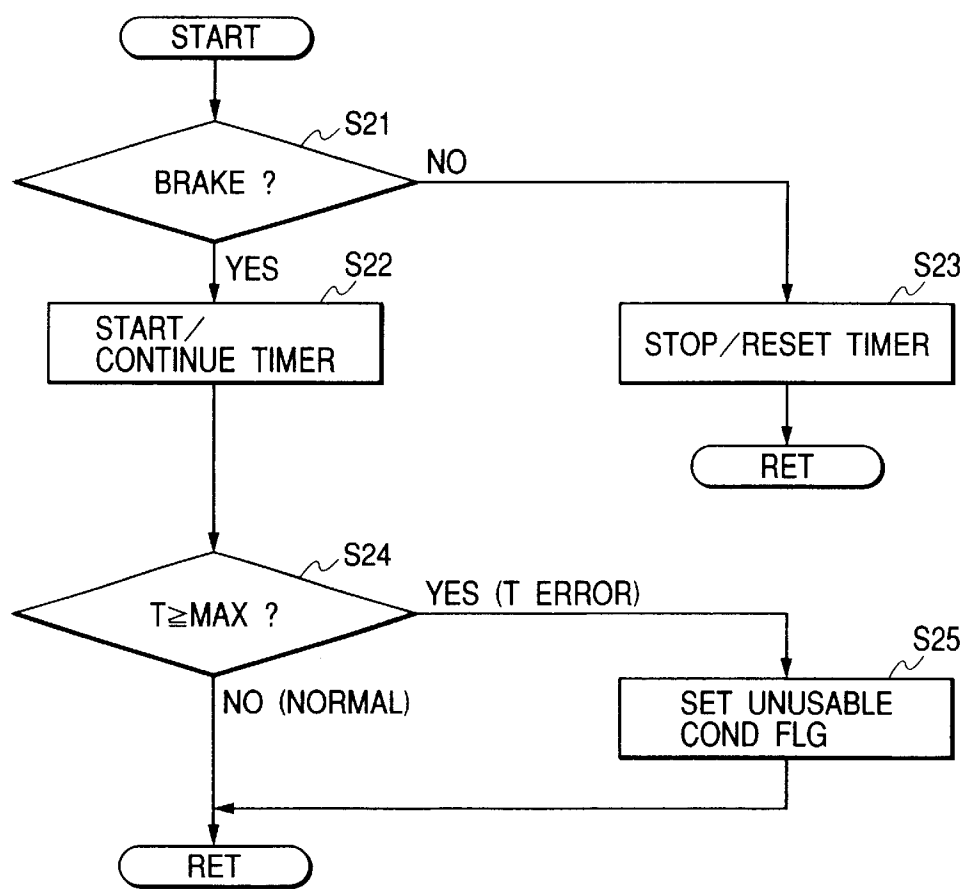 START
S21
BRAKE ?
NO
YES
S22
S23
START/
CONTINUE TIMER
STOP/RESET TIMER
RET
S24
T≧MAX ?
YES (T ERROR)
S25
NO (NORMAL)
SET UNUSABLE
COND FLG
RET